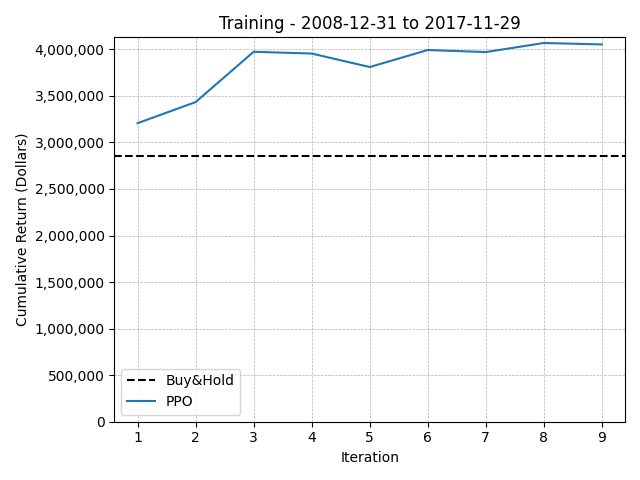 Training - 2008-12-31 to 2017-11-29
Cumulative Return (Dollars)
4,000,000
3,500,000
3,000,000
2,500,000
2,000,000
1,500,000
1,000,000
500,000
0
Buy&Hold
PPO
1 2 3 4 5 6 7 8 9
Iteration